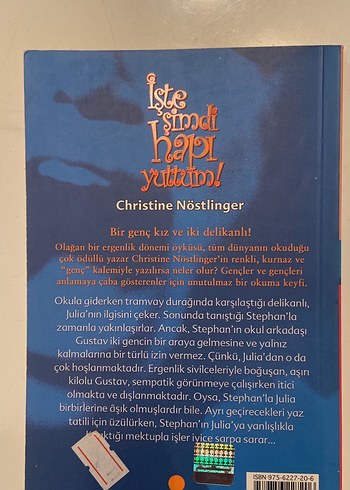 İşte
şimdi
hapı
yuttum!
Christine Nöstlinger
Bir genç kız ve iki delikanlı!
Olağan bir ergenlik dönemi öyküsü, tüm dünyanın okuduğu
çok ödüllü yazar Christine Nöstlinger'in renkli, kurnaz ve
"genç" kalemiyle yazılırsa neler olur? Gençler ve gençleri
anlamaya çaba gösterenler için unutulmaz bir okuma keyfi.
Okula giderken tramvay durağında karşılaştığı delikanlı,
Julia'nın ilgisini çeker. Sonunda tanıştığı Stephan'la
zamanla yakınlaşırlar. Ancak, Stephan'ın okul arkadaşı
Gustav iki gencin bir araya gelmesine ve yalnız
kalmalarına bir türlü izin vermez. Çünkü, Julia'dan o da
çok hoşlanmaktadır. Ergenlik sivilceleriyle boğuşan, aşırı
kilolu Gustav, sempatik görünmeye çalışırken itici
olmakta ve dışlanmaktadır. Oysa, Stephan'la Julia
birbirlerine âşık olmuşlardır bile. Ayrı geçirecekleri yaz
tatili için üzülürken, Stephan'ın Julia'ya yanlışlıkla
mektupla işler iyice sarpa sarar...
ISBN 975-6227-20-6